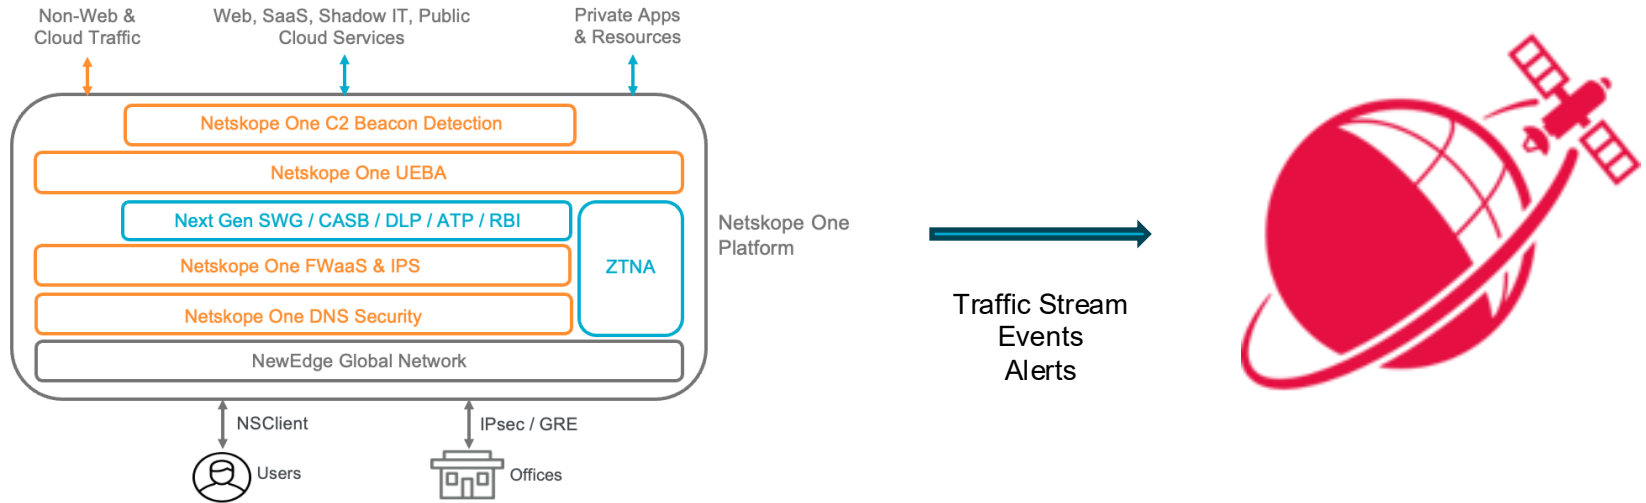 Non-Web &
Cloud Traffic
Web, SaaS, Shadow IT, Public
Cloud Services
Private Apps
& Resources
Netskope One C2 Beacon Detection
Netskope One UEBA
Next Gen SWG / CASB / DLP / ATP / RBI
Netskope One FWaaS & IPS
Netskope One DNS Security
ZTNA
NewEdge Global Network
Netskope One
Platform
NSClient
IPsec / GRE
Users
Offices
Traffic Stream
Events
Alerts